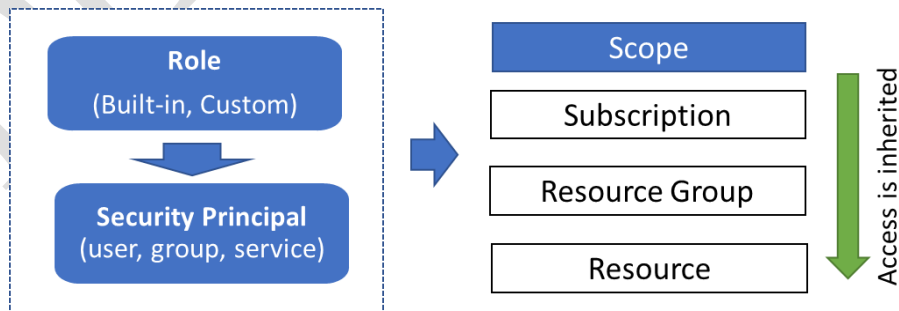 Role
(Built-in, Custom)
Security Principal
(user, group, service)
Scope
Subscription
Resource Group
Resource
Access is inherited